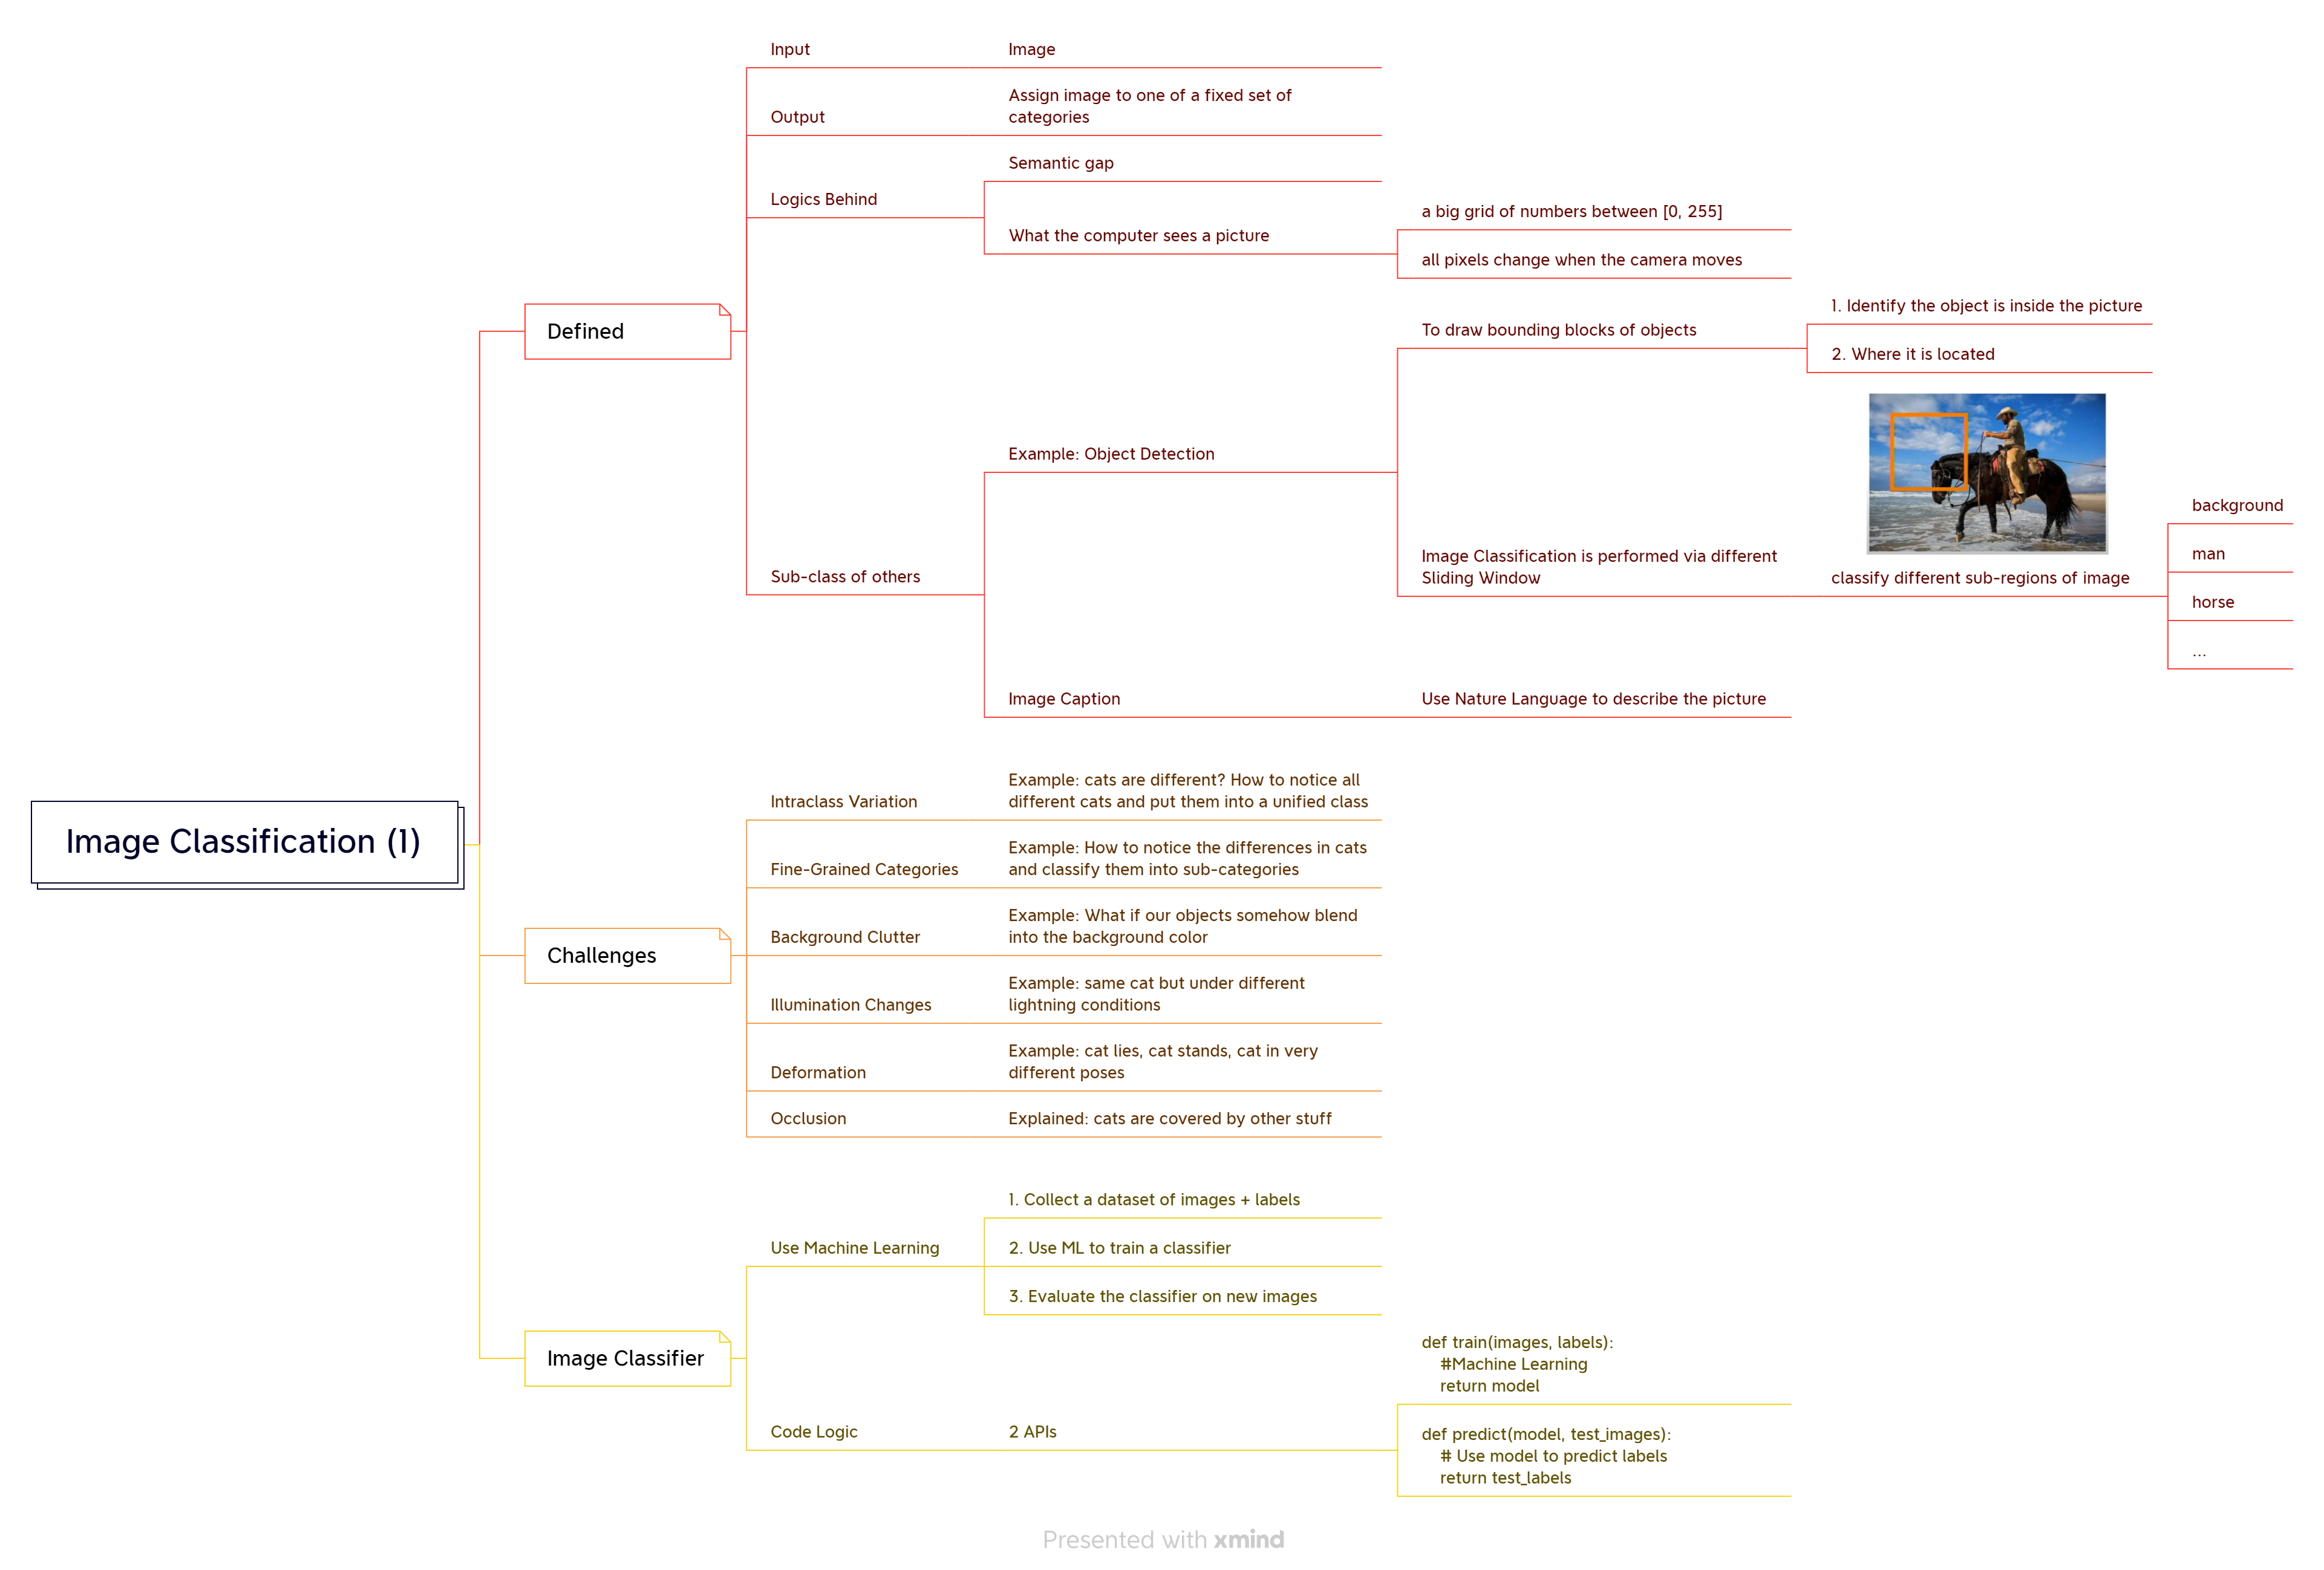 Image Classification (1)
Defined
Input
Image
Output
Assign image to one of a fixed set of
categories
Logics Behind
Semantic gap
What the computer sees a picture
a big grid of numbers between [0, 255]
all pixels change when the camera moves
Sub-class of others
Example: Object Detection
To draw bounding blocks of objects
1. Identify the object is inside the picture
2. Where it is located
Image Classification is performed via different
Sliding Window
classify different sub-regions of image
background
man
horse
...
Image Caption
Use Nature Language to describe the picture
Challenges
Intraclass Variation
Example: cats are different? How to notice all
different cats and put them into a unified class
Fine-Grained Categories
Example: How to notice the differences in cats
and classify them into sub-categories
Background Clutter
Example: What if our objects somehow blend
into the background color
Illumination Changes
Example: same cat but under different
lightning conditions
Deformation
Example: cat lies, cat stands, cat in very
different poses
Occlusion
Explained: cats are covered by other stuff
Image Classifier
Use Machine Learning
1. Collect a dataset of images + labels
2. Use ML to train a classifier
3. Evaluate the classifier on new images
Code Logic
2 APIs
def train(images, labels):
#Machine Learning
return model
def predict(model, test_images):
# Use model to predict labels
return test_labels
Presented with xmind